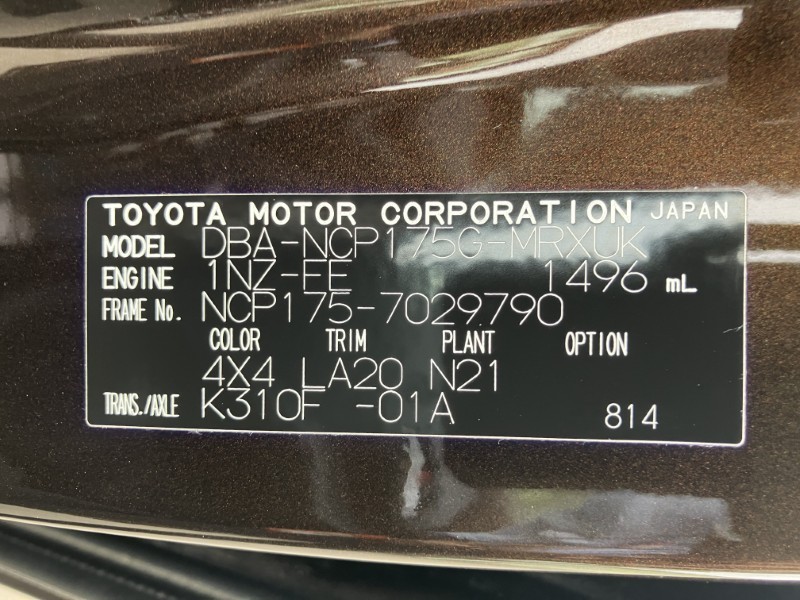 TOYOTA MOTOR CORPORATION JAPAN
MODEL DBA-NCP175G-MRXUK
ENGINE 1NZ-FE 1496 mL
FRAME No. NCP175-7029790
COLOR TRIM PLANT OPTION
4X4 LA20 N21
TRANS./AXLE K310F -01A 814